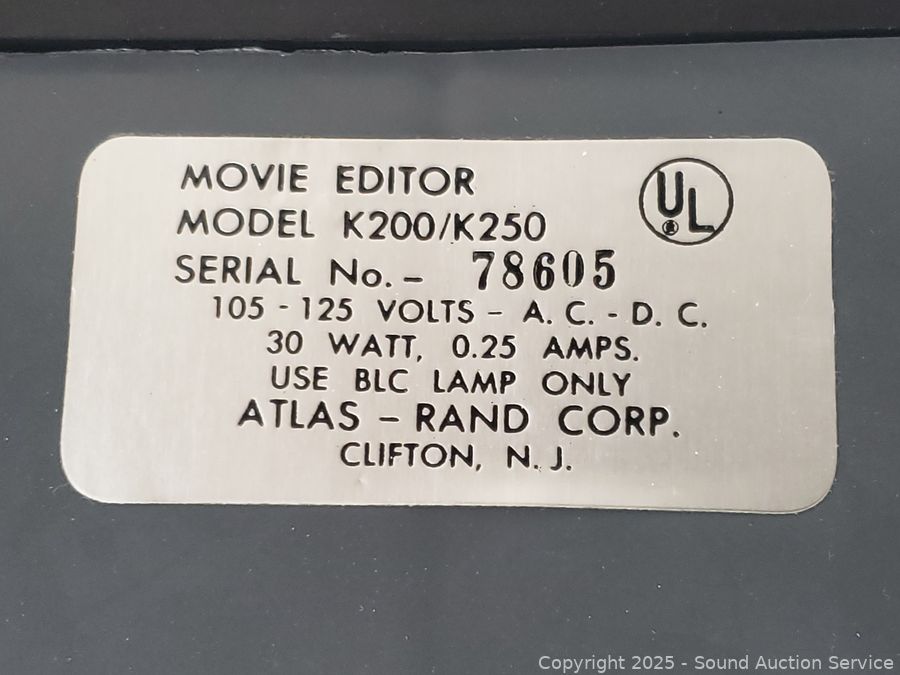 MOVIE EDITOR
MODEL K200/K250
SERIAL No.– 78605
105 - 125 VOLTS – A. C. - D. C.
30 WATT, 0.25 AMPS.
USE BLC LAMP ONLY
ATLAS – RAND CORP.
CLIFTON, N. J.
UL
Copyright © 2025 - Sound Auction Service